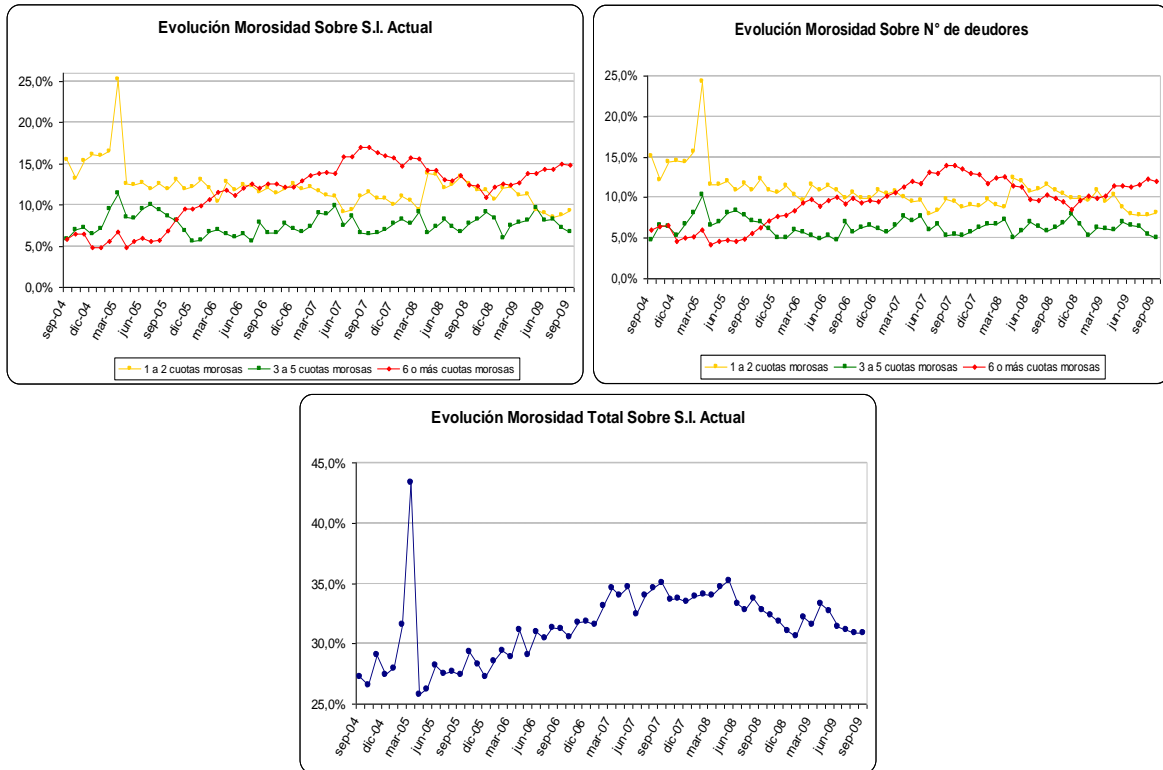 Evolución Morosidad Sobre S.I. Actual
25,0%
20,0%
15,0%
10,0%
5,0%
0,0%
sep-04
dic-04
mar-05
jun-05
sep-05
dic-05
mar-06
jun-06
sep-06
dic-06
mar-07
jun-07
sep-07
dic-07
mar-08
jun-08
sep-08
dic-08
mar-09
jun-09
sep-09
1 a 2 cuotas morosas
3 a 5 cuotas morosas
6 o más cuotas morosas
Evolución Morosidad Sobre N° de deudores
25,0%
20,0%
15,0%
10,0%
5,0%
0,0%
sep-04
dic-04
mar-05
jun-05
sep-05
dic-05
mar-06
jun-06
sep-06
dic-06
mar-07
jun-07
sep-07
dic-07
mar-08
jun-08
sep-08
dic-08
mar-09
jun-09
sep-09
1 a 2 cuotas morosas
3 a 5 cuotas morosas
6 o más cuotas morosas
Evolución Morosidad Total Sobre S.I. Actual
45,0%
40,0%
35,0%
30,0%
25,0%
sep-04
dic-04
mar-05
jun-05
sep-05
dic-05
mar-06
jun-06
sep-06
dic-06
mar-07
jun-07
sep-07
dic-07
mar-08
jun-08
sep-08
dic-08
mar-09
jun-09
sep-09